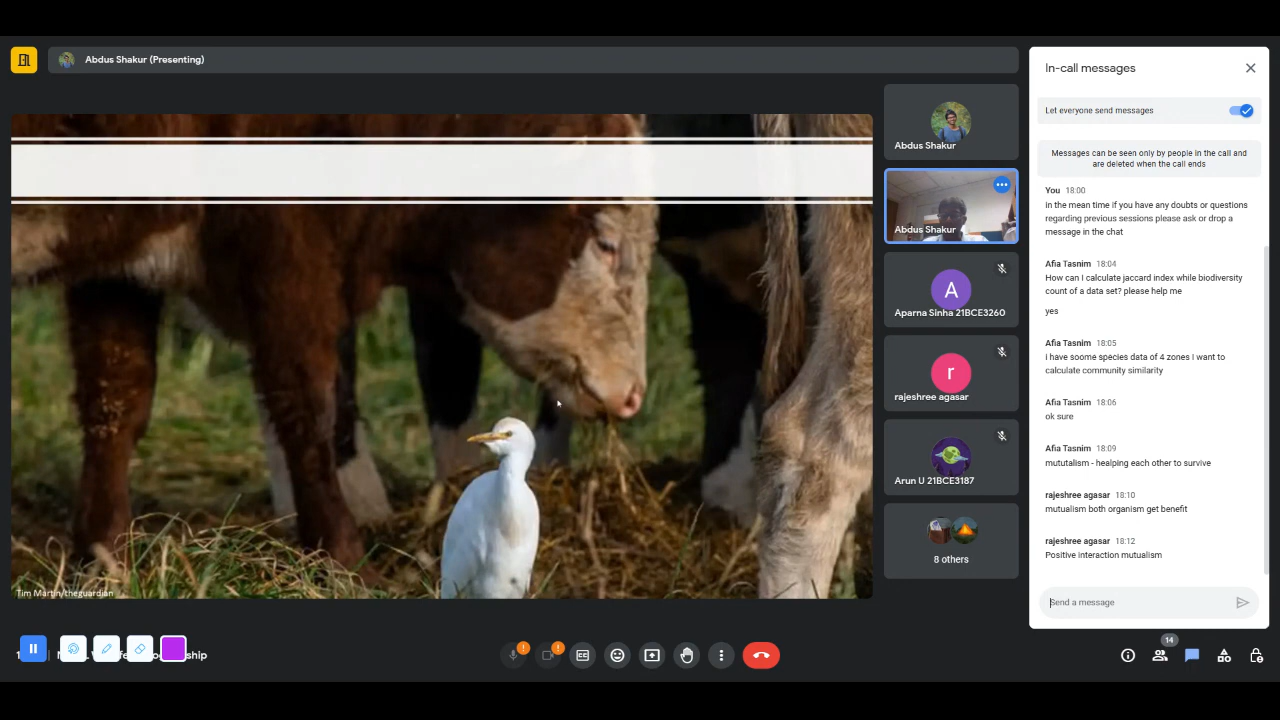 Abdus Shakur (Presenting)
Tim Martin/theguardian
Abdus Shakur
Abdus Shakur
A
Aparna Sinha 21BCE3260
r
rajeshree agasar
Arun U 21BCE3187
8 others
In-call messages
Let everyone send messages
Messages can be seen only by people in the call and
are deleted when the call ends
You 18:00
in the mean time if you have any doubts or questions
regarding previous sessions please ask or drop a
message in the chat
Afia Tasnim 18:04
How can I calculate jaccard index while biodiversity
count of a data set? please help me
yes
Afia Tasnim 18:05
i have soome species data of 4 zones I want to
calculate community similarity
Afia Tasnim 18:06
ok sure
Afia Tasnim 18:09
mututalism - healping each other to survive
rajeshree agasar 18:10
mutualism both organism get benefit
rajeshree agasar 18:12
Positive interaction mutualism
Send a message
14